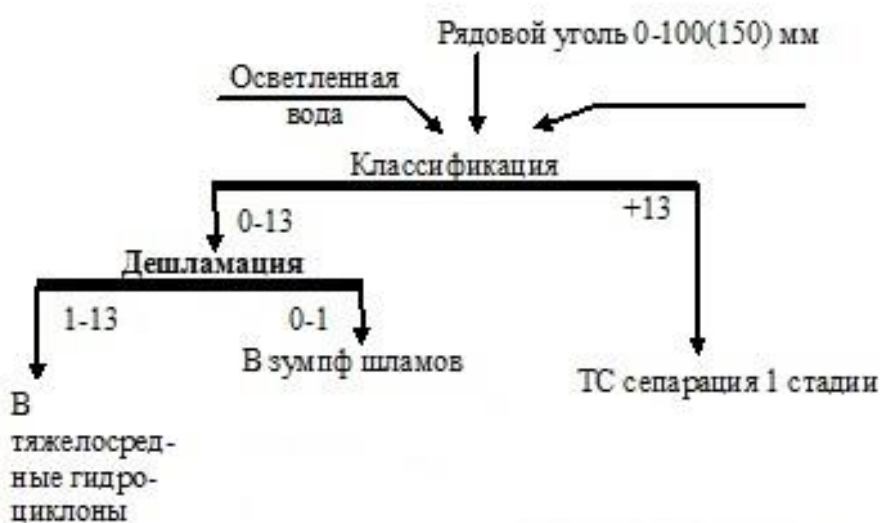 Рядовой уголь 0-100(150) мм
Осветленная
вода
Классификация
0-13
+13
Дешламация
1-13
0-1
В зумпф шламов
ТС сепарация 1 стадии
В
тяжелосред-
ные гидро-
циклоны